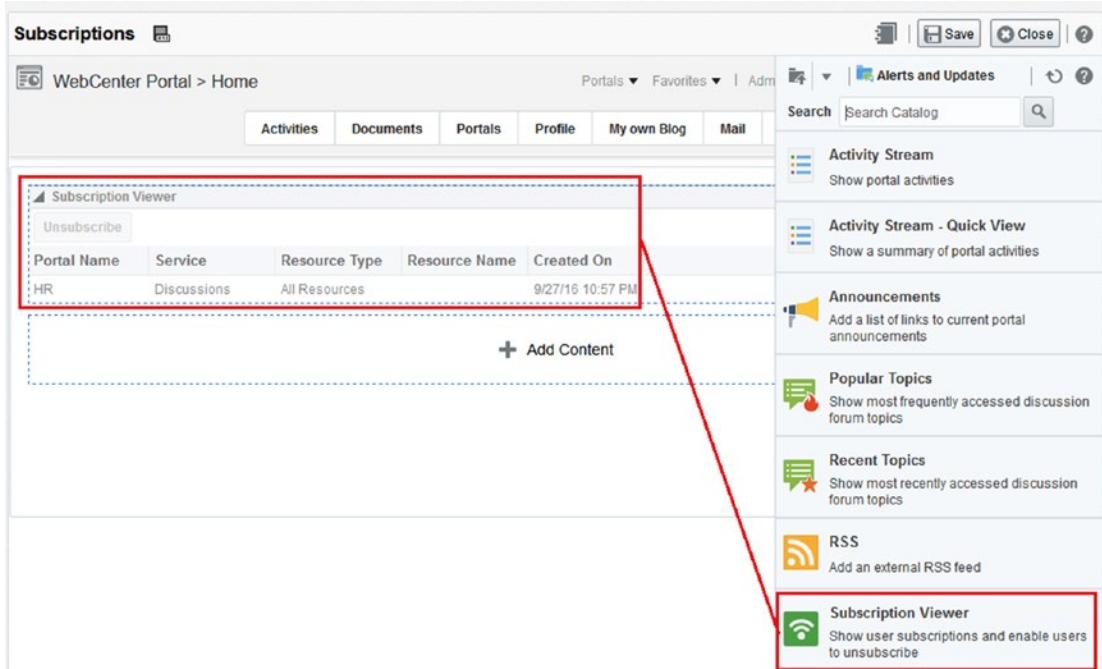 Subscriptions
Save
Close
WebCenter Portal > Home
Portals
Favorites
Adm
Activities
Documents
Portals
Profile
My own Blog
Mail
Subscription Viewer
Unsubscribe
Portal Name Service Resource Type Resource Name Created On
HR Discussions All Resources 9/27/16 10:57 PM
Add Content
Alerts and Updates
Search Search Catalog
Activity Stream
Show portal activities
Activity Stream - Quick View
Show a summary of portal activities
Announcements
Add a list of links to current portal
announcements
Popular Topics
Show most frequently accessed discussion
forum topics
Recent Topics
Show most recently accessed discussion
forum topics
RSS
Add an external RSS feed
Subscription Viewer
Show user subscriptions and enable users
to unsubscribe